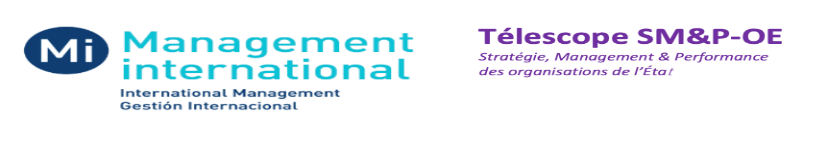 Mi
Management
international
International Management
Gestión Internacional
Télescope SM&P-OE
Stratégie, Management & Performance
des organisations de l'État